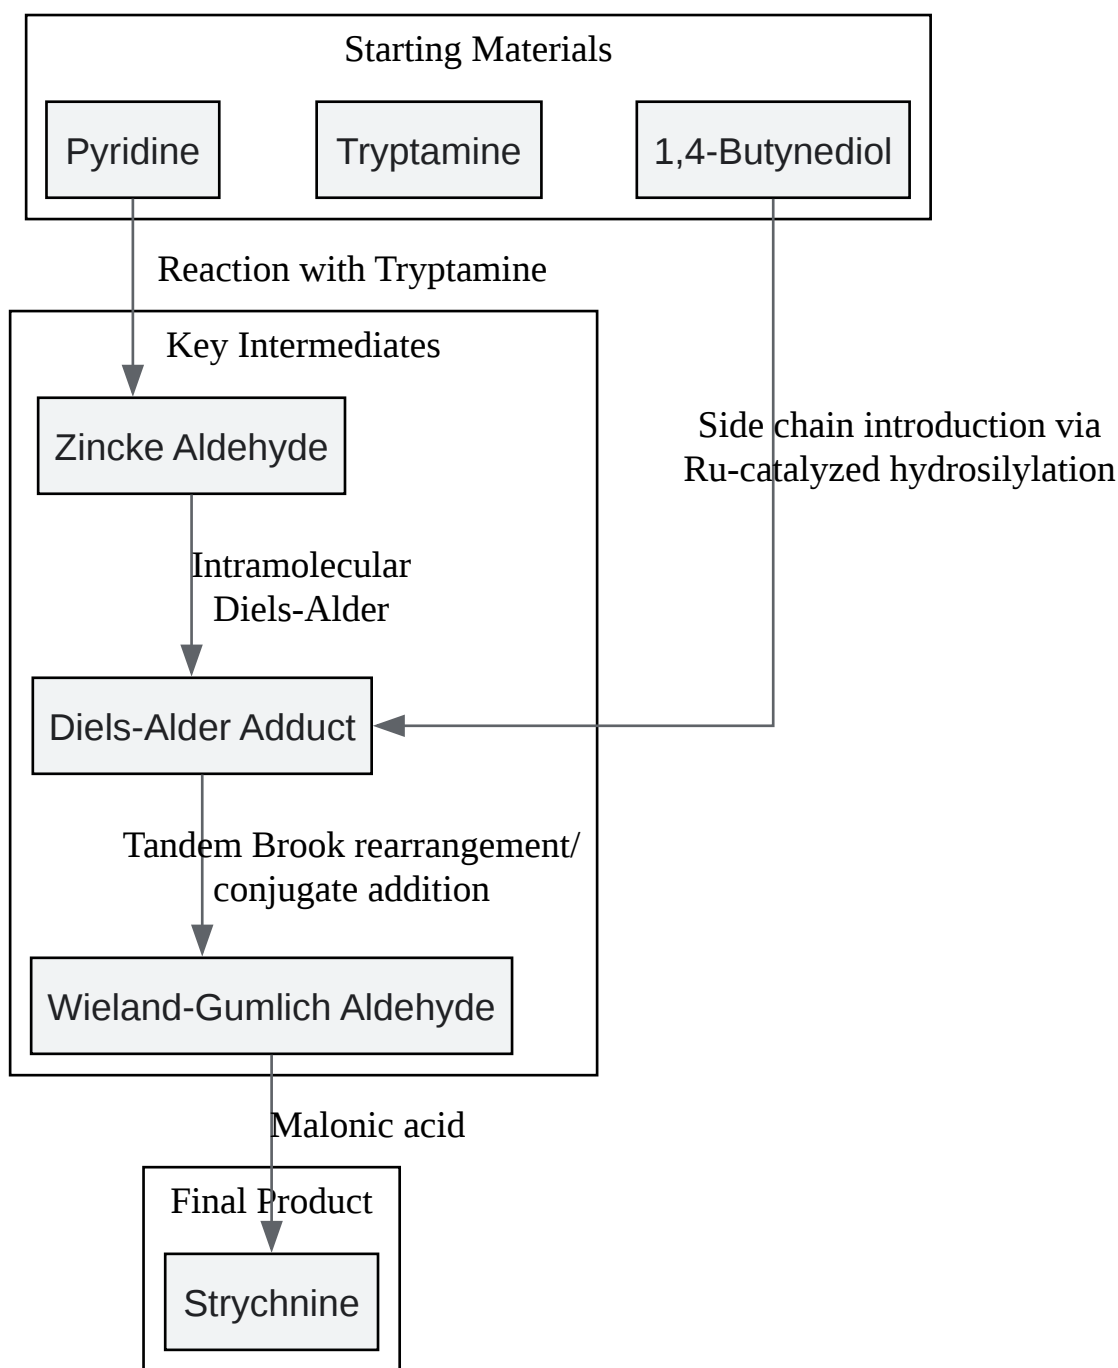 Starting Materials
Pyridine
Tryptamine
1,4-Butynediol
Reaction with Tryptamine
Key Intermediates
Zincke Aldehyde
Side chain introduction via
Ru-catalyzed hydrosilylation
Intramolecular
Diels-Alder
Diels-Alder Adduct
Tandem Brook rearrangement/
conjugate addition
Wieland-Gumlich Aldehyde
Malonic acid
Final Product
Strychnine